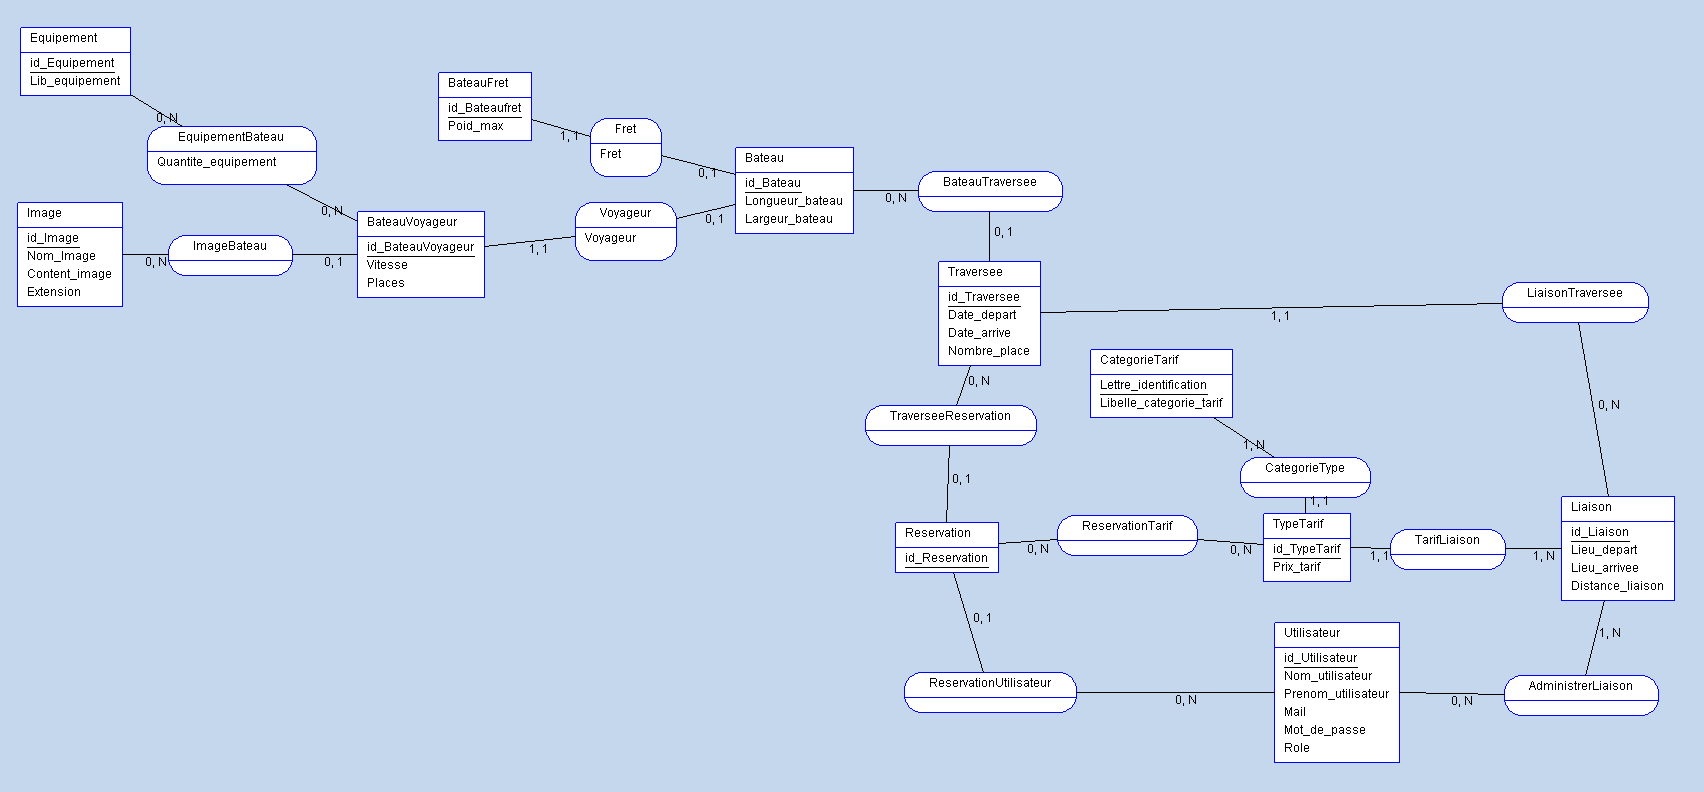 Equipement
id_Equipement
Lib_equipement
0, N
EquipementBateau
Quantite_equipement
0, N
Image
id_Image
Nom_Image
Content_image
Extension
0, N
ImageBateau
0, 1
BateauVoyageur
id_BateauVoyageur
Vitesse
Places
1, 1
Voyageur
Voyageur
0, 1
BateauFret
id_Bateaufret
Poid_max
1, 1
Fret
Fret
0, 1
Bateau
id_Bateau
Longueur_bateau
Largeur_bateau
0, N
BateauTraversee
0, 1
Traversee
id_Traversee
Date_depart
Date_arrive
Nombre_place
1, 1
LiaisonTraversee
0, N
0, N
TraverseeReservation
0, 1
CategorieTarif
Lettre_identification
Libelle_categorie_tarif
1, N
CategorieType
1, 1
Reservation
id_Reservation
0, N
ReservationTarif
0, N
TypeTarif
id_TypeTarif
Prix_tarif
1, 1
TarifLiaison
1, N
Liaison
id_Liaison
Lieu_depart
Lieu_arrivee
Distance_liaison
0, 1
ReservationUtilisateur
0, N
Utilisateur
id_Utilisateur
Nom_utilisateur
Prenom_utilisateur
Mail
Mot_de_passe
Role
0, N
AdministrerLiaison
1, N